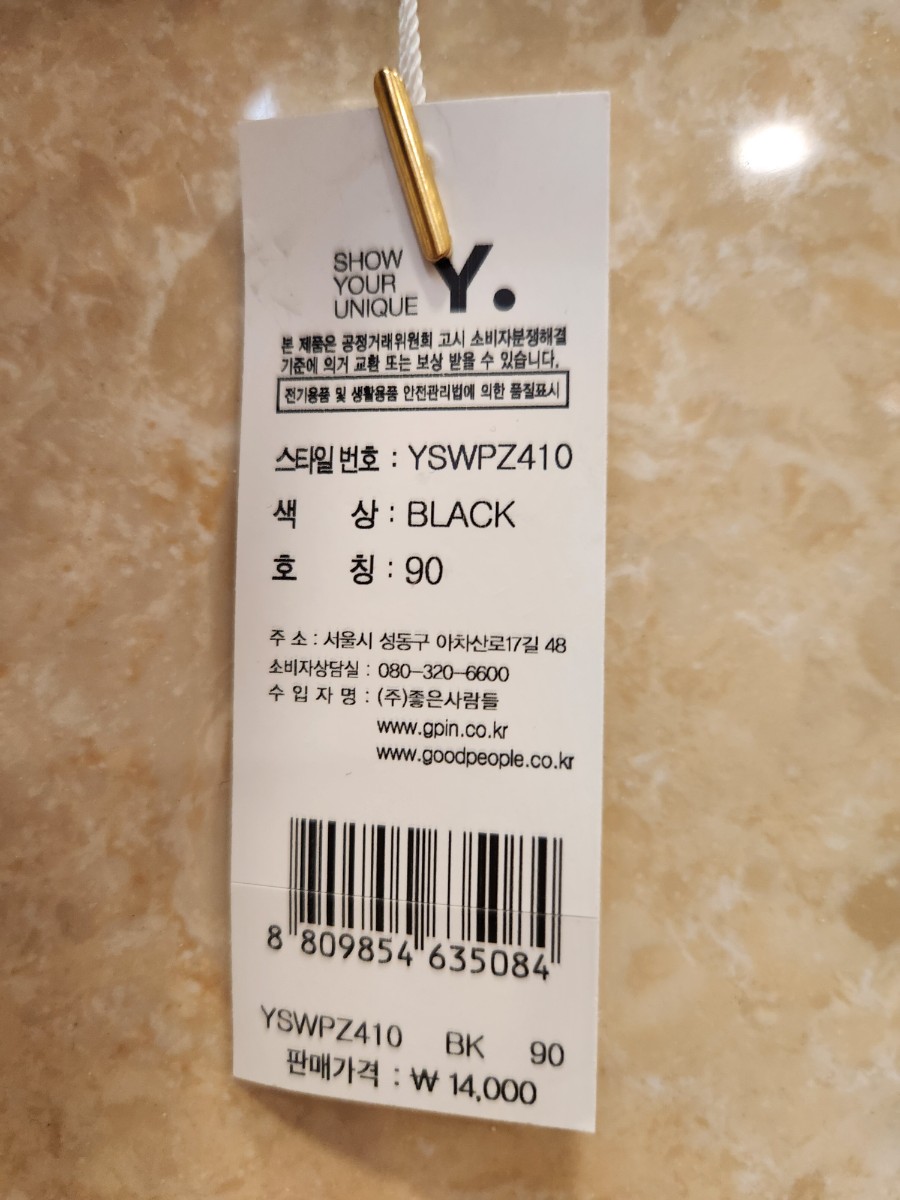 SHOW
YOUR
UNIQUE
Y.
본 제품은 공정거래위원회 고시 소비자분쟁해결
기준에 의거 교환 또는 보상 받을 수 있습니다.
전기용품 및 생활용품 안전관리법에 의한 품질표시
스타일번호 : YSWPZ410
색 상 : BLACK
호 칭 : 90
주 소 : 서울시 성동구 아차산로17길 48
소비자상담실 : 080-320-6600
수 입 자 명 : (주)좋은사람들
www.gpin.co.kr
www.goodpeople.co.kr
8 809854 635084
YSWPZ410 BK 90
판매가격 : ₩ 14,000